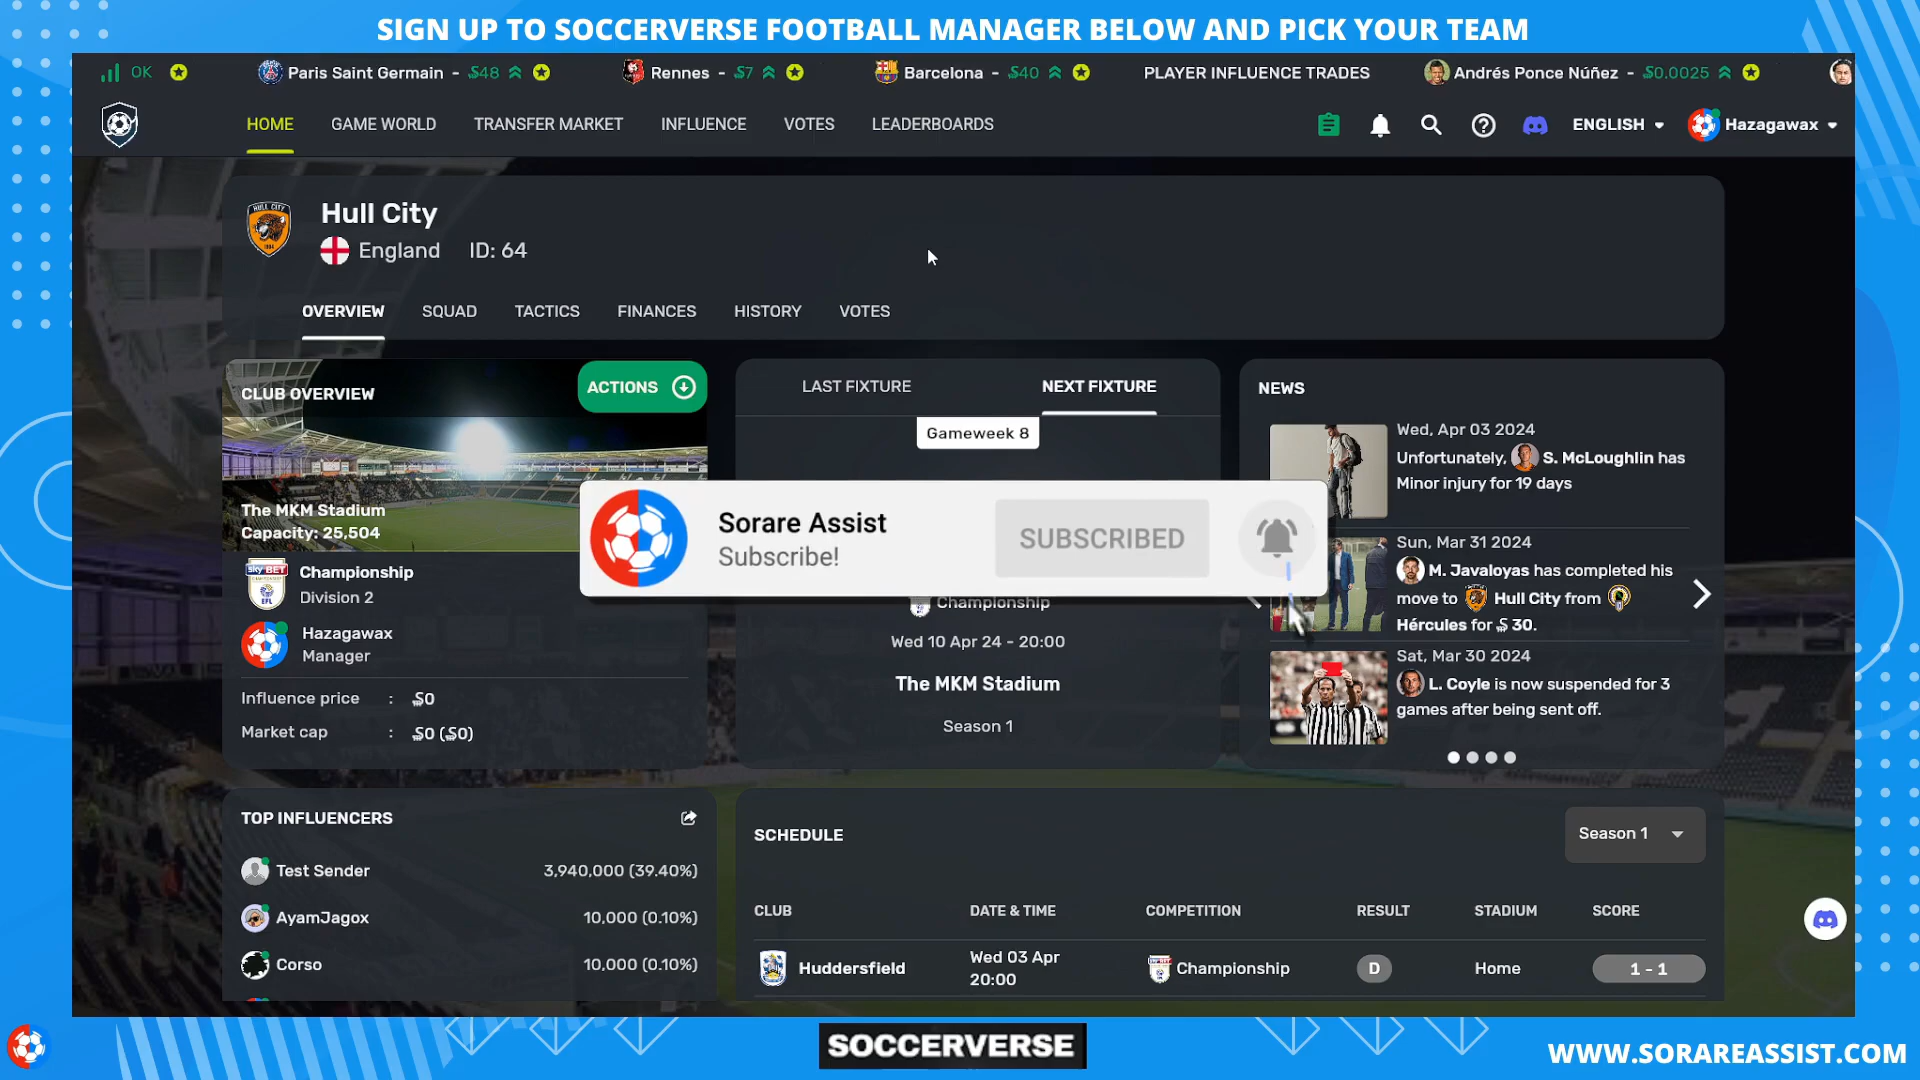 SIGN UP TO SOCCERVERSE FOOTBALL MANAGER BELOW AND PICK YOUR TEAM
OK
Paris Saint Germain - $48
Rennes - $7
Barcelona - $40
PLAYER INFLUENCE TRADES
Andrés Ponce Núñez - $0.0025
HOME
GAME WORLD
TRANSFER MARKET
INFLUENCE
VOTES
LEADERBOARDS
ENGLISH
Hazagawax
HULL CITY
Hull City
England ID: 64
OVERVIEW
SQUAD
TACTICS
FINANCES
HISTORY
VOTES
CLUB OVERVIEW
ACTIONS
The MKM Stadium
Capacity: 25,504
sky BET
EFL
Championship
Division 2
Hazagawax
Manager
Influence price : $0
Market cap : $0 ($0)
LAST FIXTURE
NEXT FIXTURE
Gameweek 8
Sorare Assist
Subscribe!
SUBSCRIBED
Championship
Wed 10 Apr 24 - 20:00
The MKM Stadium
Season 1
NEWS
Wed, Apr 03 2024
Unfortunately, S. McLoughlin has
Minor injury for 19 days
Sun, Mar 31 2024
M. Javaloyas has completed his
move to Hull City from
Hércules for $ 30.
Sat, Mar 30 2024
L. Coyle is now suspended for 3
games after being sent off.
TOP INFLUENCERS
Test Sender 3,940,000 (39.40%)
AyamJagox 10,000 (0.10%)
Corso 10,000 (0.10%)
SCHEDULE
Season 1
CLUB DATE & TIME COMPETITION RESULT STADIUM SCORE
Huddersfield Wed 03 Apr 20:00 Championship D Home 1 - 1
SOCCERVERSE
WWW.SORAREASSIST.COM